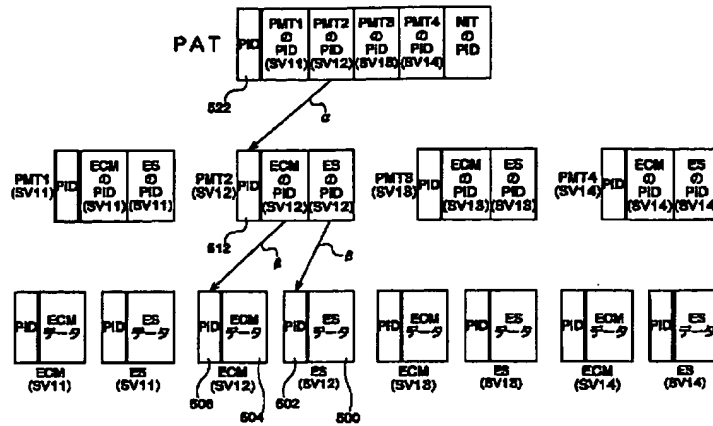 PAT
PID
PMT1
の
PID
(SV11)
PMT2
の
PID
(SV12)
PMT3
の
PID
(SV13)
PMT4
の
PID
(SV14)
NIT
の
PID
522
α
PMT1
(SV11)
PID
ECM
の
PID
(SV11)
ES
の
PID
(SV11)
PMT2
(SV12)
PID
ECM
の
PID
(SV12)
ES
の
PID
(SV12)
PMT3
(SV13)
PID
ECM
の
PID
(SV13)
ES
の
PID
(SV13)
PMT4
(SV14)
PID
ECM
の
PID
(SV14)
ES
の
PID
(SV14)
512
β
β
PID
ECM
データ
PID
ES
データ
PID
ECM
データ
PID
ES
データ
PID
ECM
データ
PID
ES
データ
PID
ECM
データ
PID
ES
データ
ECM
(SV11)
ES
(SV11)
ECM
(SV12)
ES
(SV12)
ECM
(SV13)
ES
(SV13)
ECM
(SV14)
ES
(SV14)
506
504
502
500